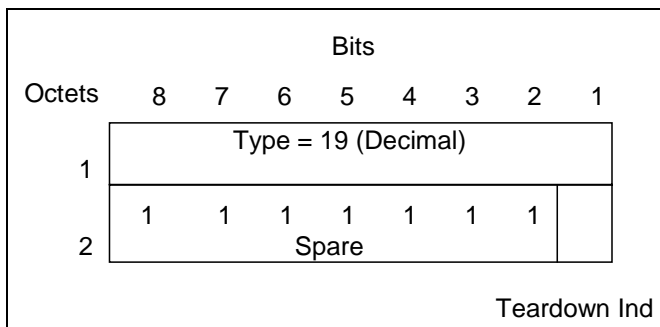 Bits
Octets 8 7 6 5 4 3 2 1
Type = 19 (Decimal)
1
1 1 1 1 1 1 1
2 Spare
Teardown Ind